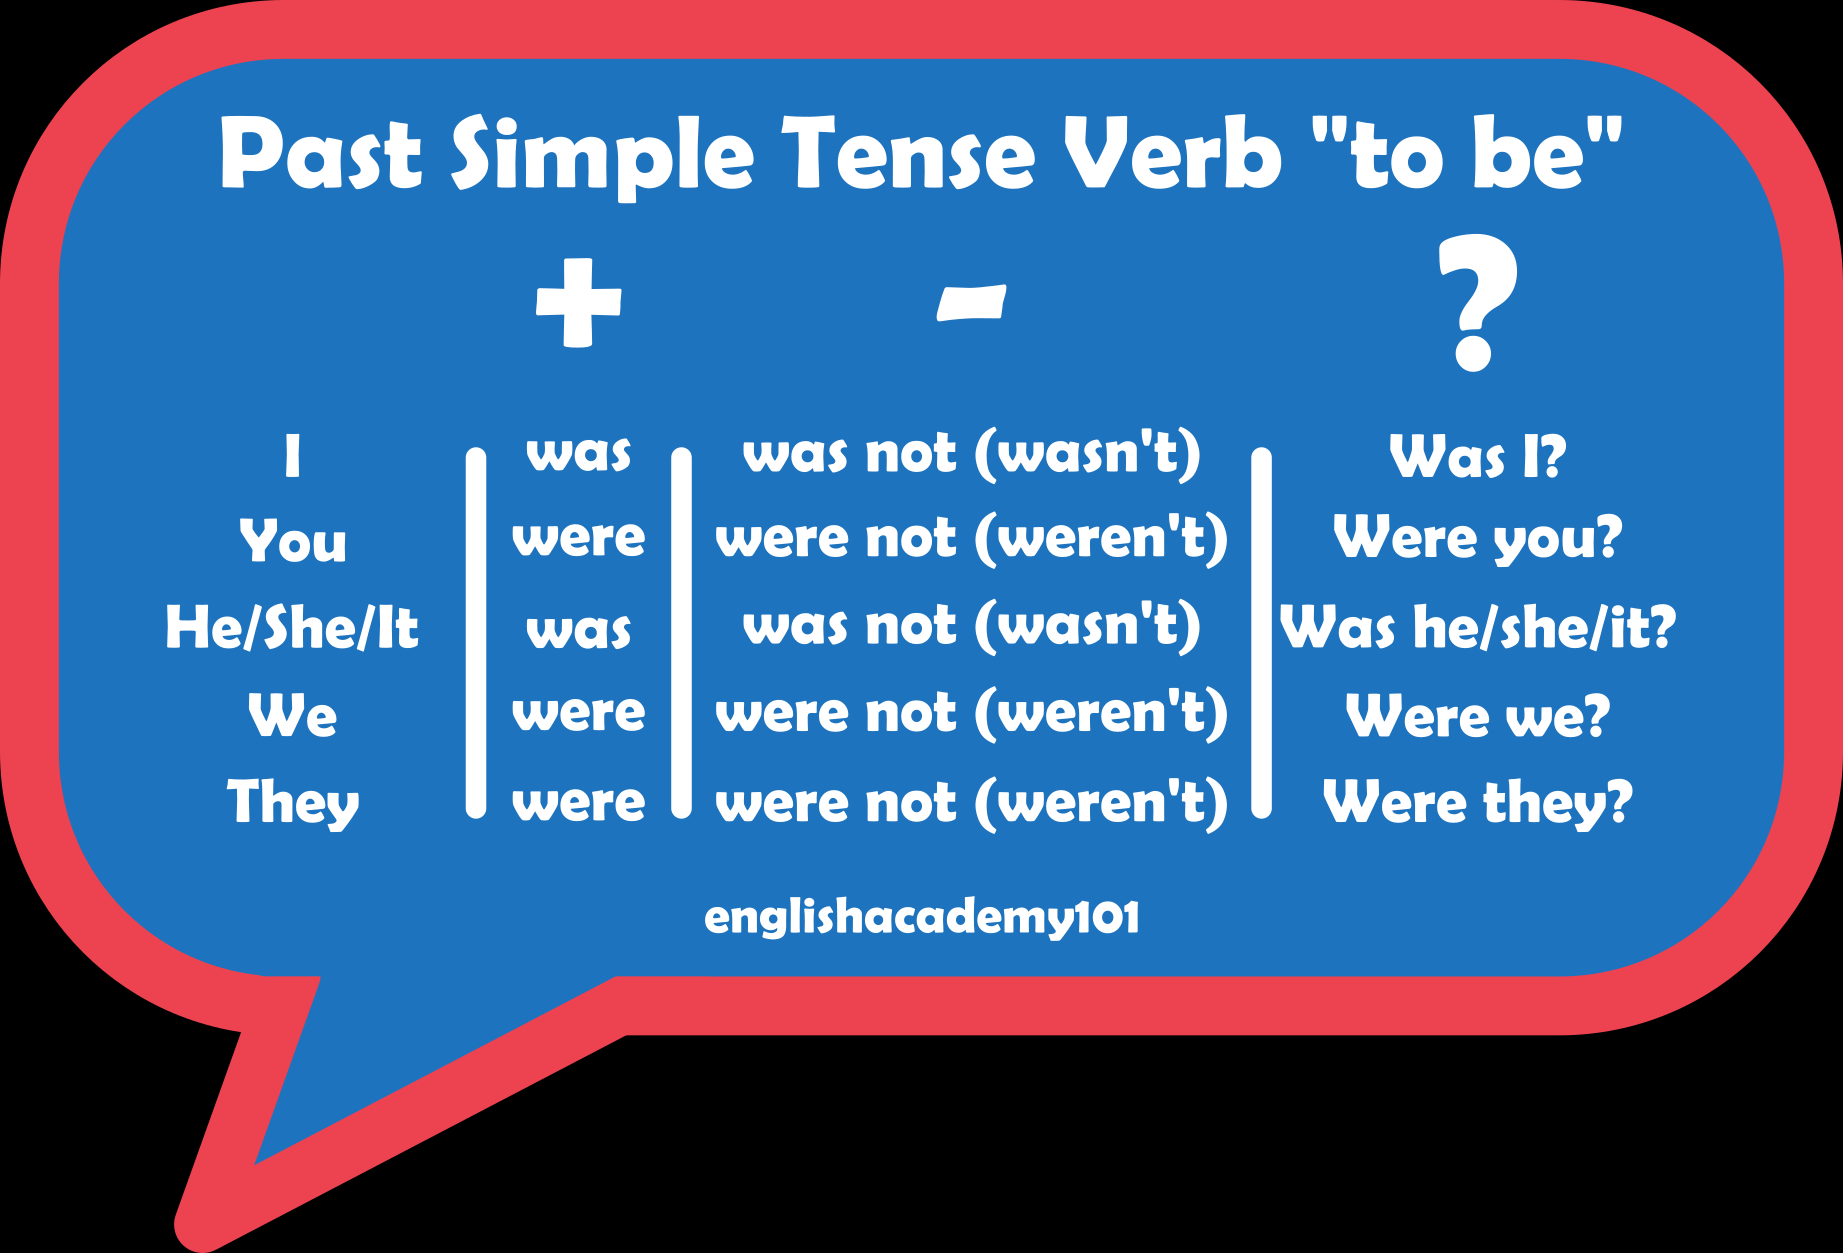 Past Simple Tense Verb "to be"
+ - ?
I was was not (wasn't) Was I?
You were were not (weren't) Were you?
He/She/It was was not (wasn't) Was he/she/it?
We were were not (weren't) Were we?
They were were not (weren't) Were they?
englishacademy101